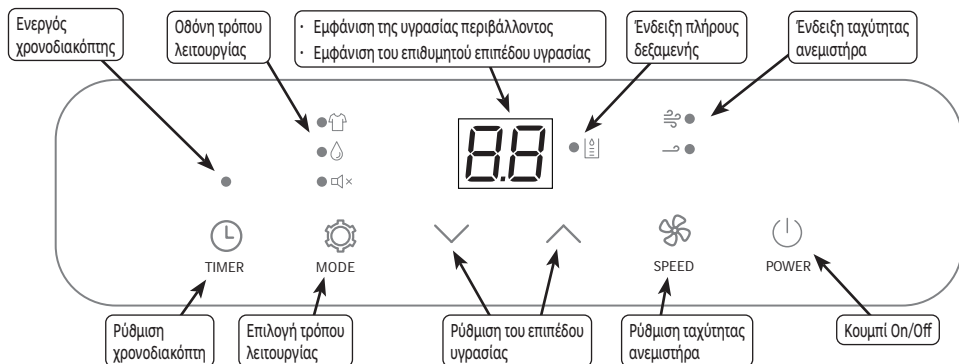 Ενεργός
χρονοδιακόπτης
Οθόνη τρόπου
λειτουργίας
· Εμφάνιση της υγρασίας περιβάλλοντος
· Εμφάνιση του επιθυμητού επιπέδου υγρασίας
Ένδειξη πλήρους
δεξαμενής
Ένδειξη ταχύτητας
ανεμιστήρα
8.8
TIMER
MODE
SPEED
POWER
Ρύθμιση
χρονοδιακόπτη
Επιλογή τρόπου
λειτουργίας
Ρύθμιση του επιπέδου
υγρασίας
Ρύθμιση ταχύτητας
ανεμιστήρα
Κουμπί On/Off